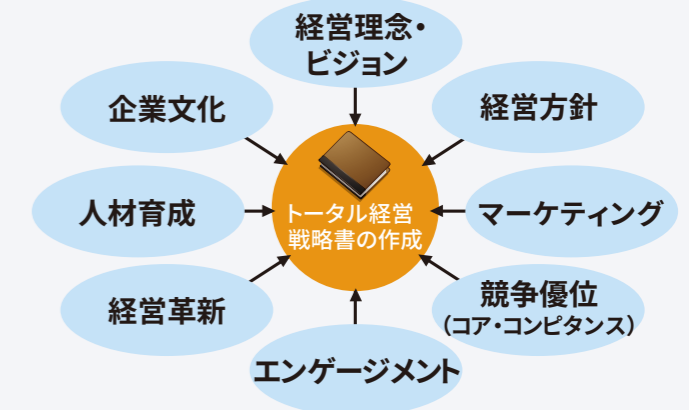 経営理念・
ビジョン
企業文化
経営方針
人材育成
トータル経営
戦略書の作成
マーケティング
経営革新
競争優位
（コア・コンピタンス）
エンゲージメント